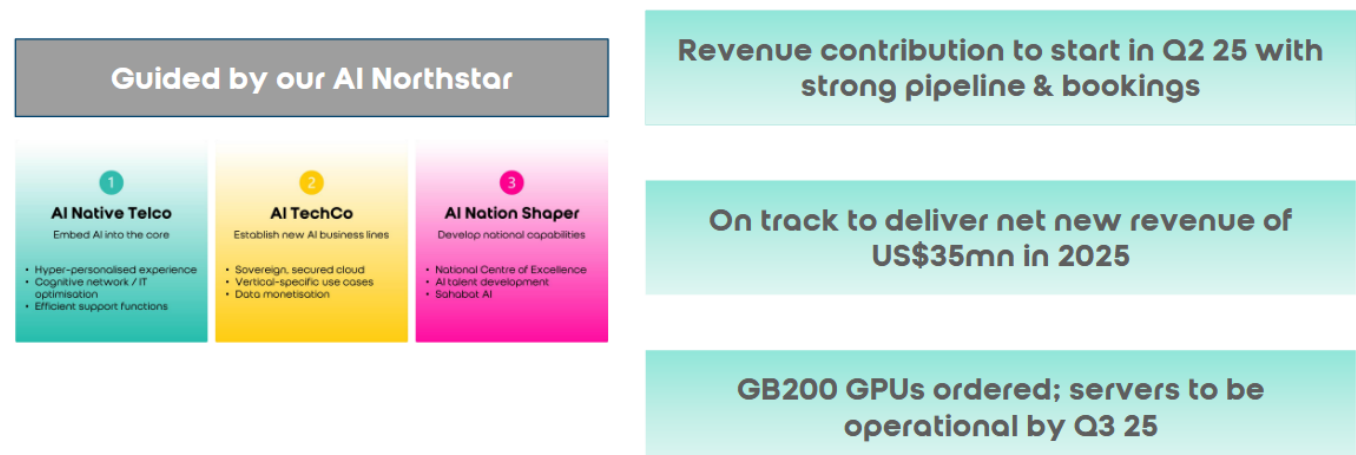 Guided by our AI Northstar
1
AI Native Telco
Embed AI into the core
• Hyper-personalised experience
• Cognitive network / IT
optimisation
• Efficient support functions
2
AI TechCo
Establish new AI business lines
• Sovereign, secured cloud
• Vertical-specific use cases
• Data monetisation
3
AI Nation Shaper
Develop national capabilities
• National Centre of Excellence
• AI talent development
• Sahabat AI
Revenue contribution to start in Q2 25 with
strong pipeline & bookings
On track to deliver net new revenue of
US$35mn in 2025
GB200 GPUs ordered; servers to be
operational by Q3 25